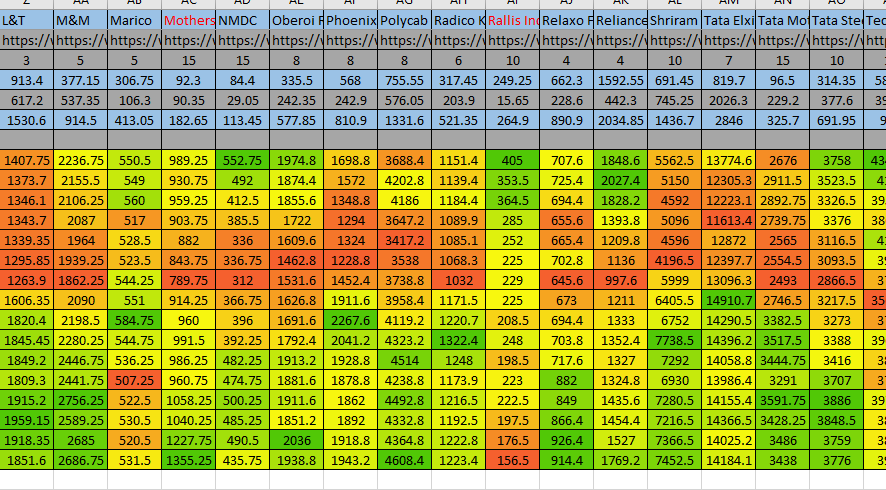 L&T M&M Marico Mothers NMDC Oberoi Phoenix Polycab Radico K Rallis Ind Relaxo F Reliance Shriram Tata Elxi Tata Mot Tata Stee Tec
https:// https:// https:// https:// https:// https:// https:// https:// https:// https:// https:// https:// https:// https:// https:// https://
3 5 5 15 15 8 8 8 6 10 4 4 10 4 15 10
913.4 377.15 306.75 92.3 84.4 335.5 568 755.55 317.45 249.25 662.3 1592.55 691.45 819.7 96.5 314.35 58
617.2 537.35 106.3 90.35 29.05 242.35 242.9 576.05 203.9 15.65 228.6 442.3 745.25 2026.3 229.2 377.6 39
1530.6 914.5 413.05 182.65 113.45 577.85 810.9 1331.6 521.35 264.9 890.9 2034.85 1436.7 2846 325.7 691.95 9
1407.75 2236.75 550.5 989.25 552.75 1974.8 1698.8 3688.4 1151.4 405 707.6 1848.6 5562.5 13774.6 2676 3758 434
1373.7 2155.5 549 930.75 492 1874.4 1572 4202.8 1139.4 353.5 725.4 2027.4 5150 12305.3 2911.5 3523.5 41
1346.1 2106.25 560 959.25 412.5 1855.6 1348.8 4186 1184.4 364.5 694.4 1828.2 4592 12223.1 2892.75 3326.5 39
1343.7 2087 517 903.75 385.5 1722 1294 3647.2 1089.9 285 655.6 1393.8 5096 11613.4 2739.75 3376 38
1339.35 1964 528.5 882 336 1609.6 1324 3417.2 1085.1 252 665.4 1209.8 4596 12872 2565 3116.5 41
1295.85 1939.25 523.5 843.75 336.75 1462.8 1228.8 3538 1068.3 225 702.8 1136 4196.5 12397.7 2554.5 3093.5 39
1263.9 1862.25 544.25 789.75 312 1531.6 1452.4 3738.8 1032 229 645.6 997.6 5999 13096.3 2493 2866.5 37
1606.35 2090 551 914.25 366.75 1626.8 1911.6 3958.4 1171.5 225 673 1211 6405.5 14910.7 2746.5 3217.5 350
1820.4 2198.5 584.75 960 396 1691.6 2267.6 4119.2 1220.7 208.5 694.4 1333 6752 14290.5 3382.5 3273 37
1845.45 2280.25 544.75 991.5 392.25 1792.4 2041.2 4323.2 1322.4 248 703.8 1352.4 7738.5 14396.2 3517.5 3388 390
1849.2 2446.75 536.25 986.25 482.25 1913.2 1928.8 4514 1248 198.5 717.6 1327 7292 14058.8 3444.75 3416 38
1809.3 2441.75 507.25 960.75 474.75 1881.6 1878.8 4238.8 1173.9 223 882 1324.8 6930 13986.4 3291 3707 37
1915.2 2756.25 522.5 1058.25 500.25 1911.6 1862 4492.8 1216.5 222.5 849 1435.6 7280.5 14155.4 3591.75 3886 39
1959.15 2589.25 530.5 1040.25 485.25 1851.2 1892 4332.8 1192.5 197.5 866.4 1454.4 7216.5 14366.5 3428.25 3848.5 38
1918.35 2685 520.5 1227.75 490.5 2036 1918.8 4364.8 1222.8 176.5 926.4 1527 7366.5 14025.2 3486 3759 38
1851.6 2686.75 531.5 1355.25 435.75 1938.8 1943.2 4608.4 1223.4 156.5 914.4 1769.2 7452.5 14184.1 3438 3776 39